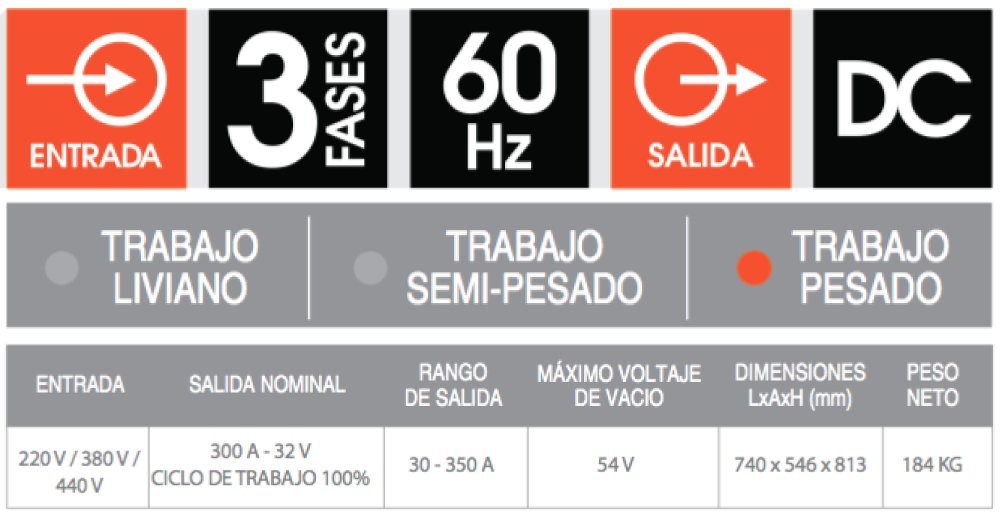 ENTRADA
3 FASES
60
Hz
SALIDA
DC
TRABAJO
LIVIANO
TRABAJO
SEMI-PESADO
TRABAJO
PESADO
ENTRADA
SALIDA NOMINAL
RANGO
DE SALIDA
MÁXIMO VOLTAJE
DE VACIO
DIMENSIONES
LxAxH (mm)
PESO
NETO
220 V / 380 V /
440 V
300 A - 32 V
CICLO DE TRABAJO 100%
30 - 350 A
54 V
740 x 546 x 813
184 KG